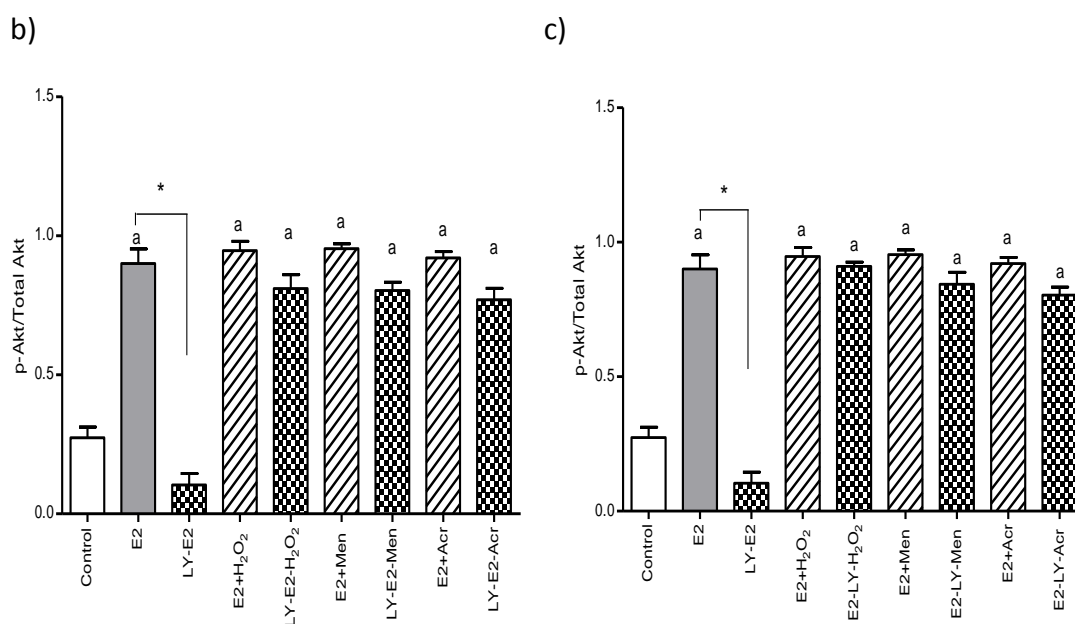 b)
p-Akt/Total Akt
1.5
1.0
0.5
0.0
*
a
a
a
a
a
a
a
Control
E2
LY-E2
E2+H₂O₂
LY-E2-H₂O₂
E2+Men
LY-E2-Men
E2+Acr
LY-E2-Acr
c)
p-Akt/Total Akt
1.5
1.0
0.5
0.0
*
a
a
a
a
a
a
a
Control
E2
LY-E2
E2+H₂O₂
E2-LY-H₂O₂
E2+Men
E2-LY-Men
E2+Acr
E2-LY-Acr